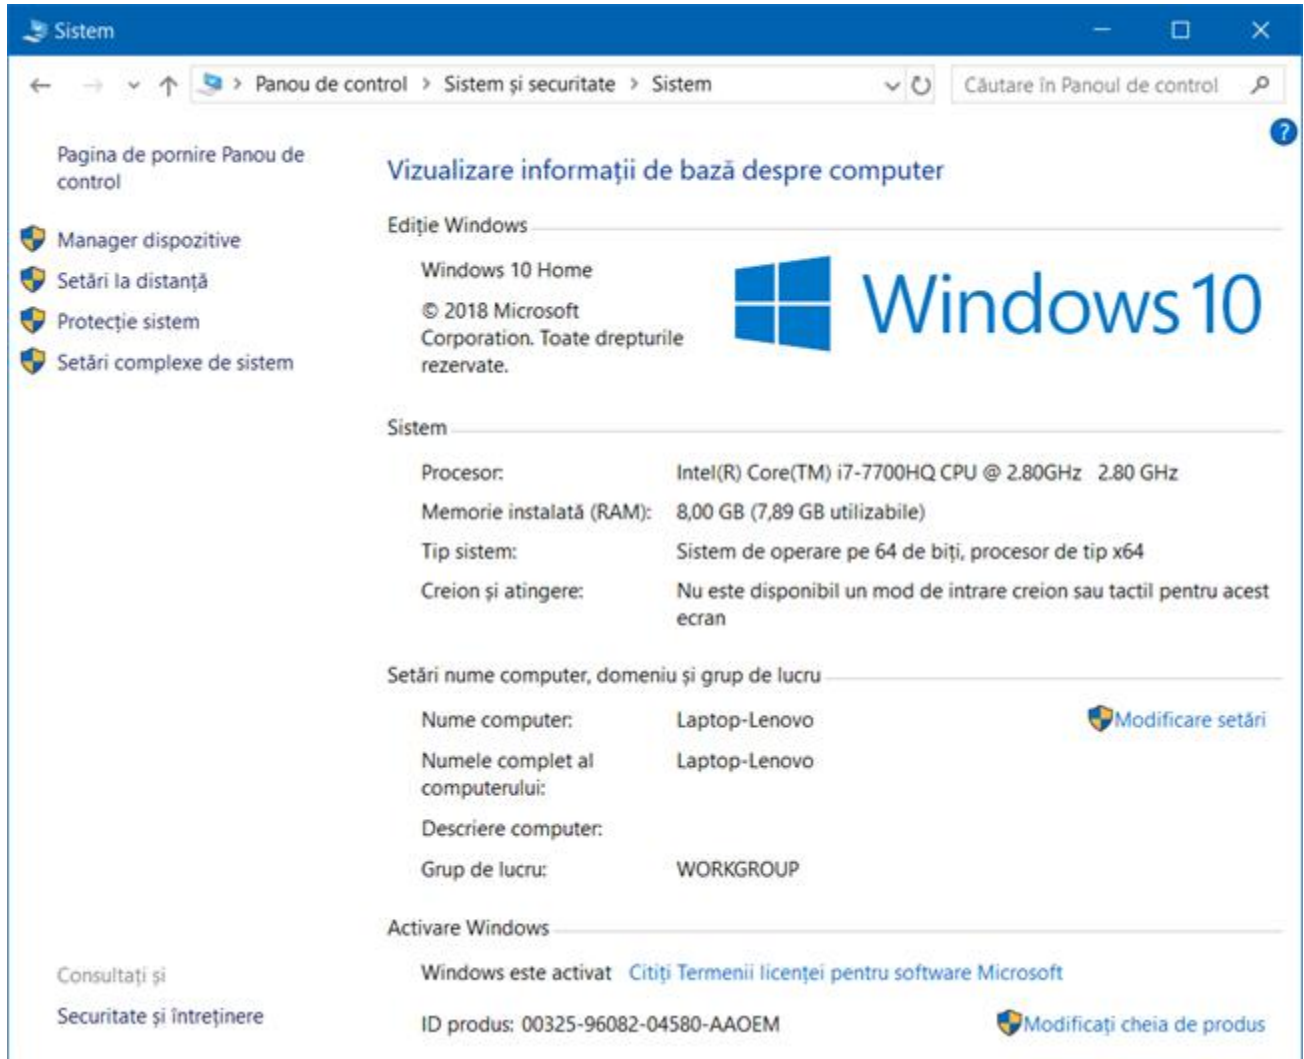 Sistem
Panou de control > Sistem și securitate > Sistem
Căutare în Panoul de control
?
Pagina de pornire Panou de
control
Manager dispozitive
Setări la distanță
Protecție sistem
Setări complexe de sistem
Consultați și
Securitate și întreținere
Vizualizare informații de bază despre computer
Ediție Windows
Windows 10 Home
© 2018 Microsoft
Corporation. Toate drepturile
rezervate.
Windows 10
Sistem
Procesor: Intel(R) Core(TM) i7-7700HQ CPU @ 2.80GHz 2.80 GHz
Memorie instalată (RAM): 8,00 GB (7,89 GB utilizabile)
Tip sistem: Sistem de operare pe 64 de biți, procesor de tip x64
Creion și atingere: Nu este disponibil un mod de intrare creion sau tactil pentru acest
ecran
Setări nume computer, domeniu și grup de lucru
Nume computer: Laptop-Lenovo
Modificare setări
Numele complet al Laptop-Lenovo
computerului:
Descriere computer:
Grup de lucru: WORKGROUP
Activare Windows
Windows este activat Citiți Termenii licenței pentru software Microsoft
ID produs: 00325-96082-04580-AAOEM
Modificați cheia de produs